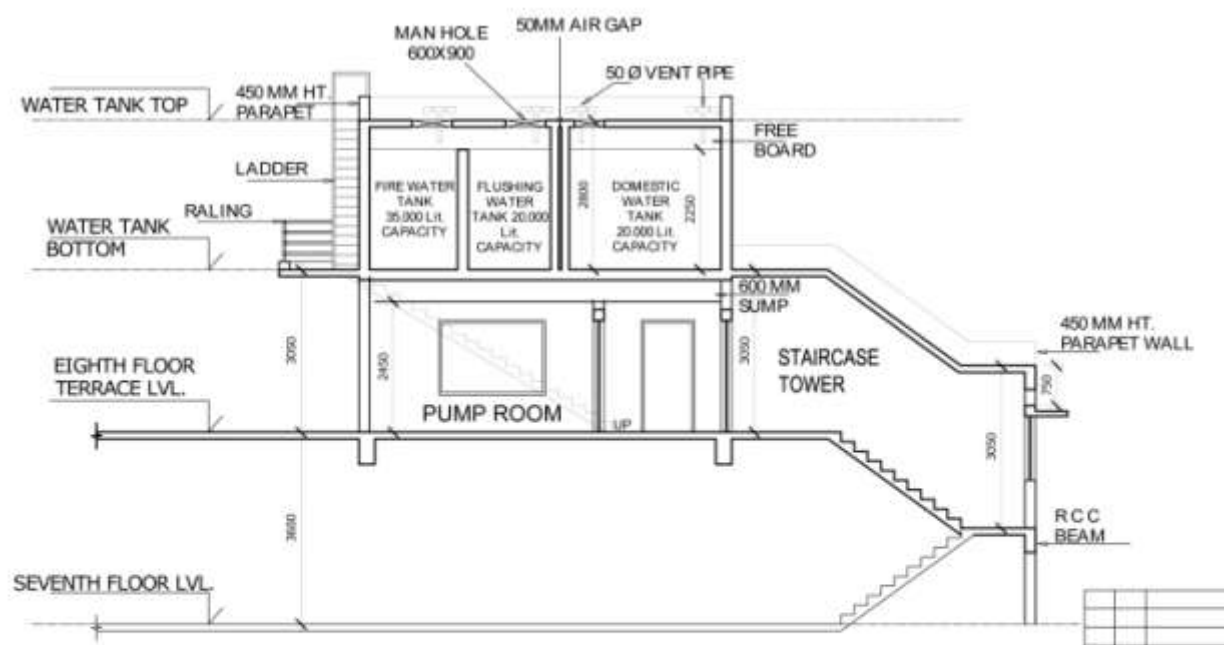 MAN HOLE
600X900
50MM AIR GAP
50 Ø VENT PIPE
450 MM HT.
PARAPET
WATER TANK TOP
FREE
BOARD
LADDER
FIRE WATER
TANK
35.000 Lit.
CAPACITY
FLUSHING
WATER
TANK 20.000
Lit.
CAPACITY
2800
DOMESTIC
WATER
TANK
20.000 Lit.
CAPACITY
2250
RALING
WATER TANK
BOTTOM
600 MM
SUMP
450 MM HT.
PARAPET WALL
3050
2450
3050
STAIRCASE
TOWER
750
EIGHTH FLOOR
TERRACE LVL.
PUMP ROOM
UP
3050
3600
RCC
BEAM
SEVENTH FLOOR LVL.